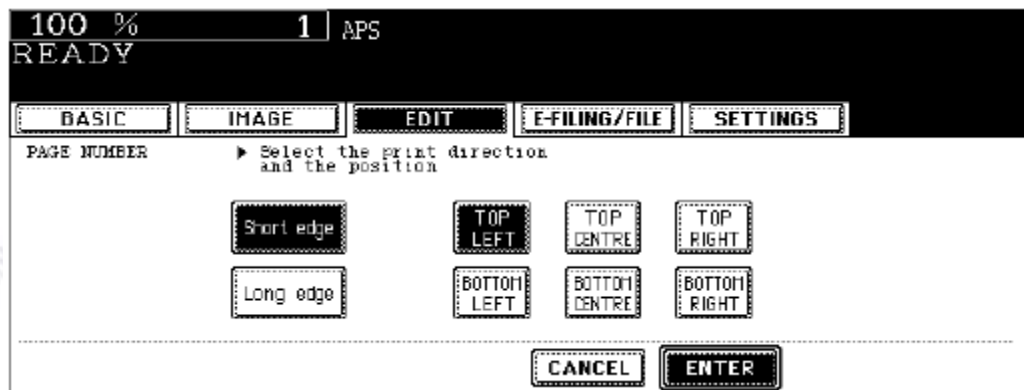 100 % 1 APS
READY
BASIC IMAGE EDIT E-FILING/FILE SETTINGS
PAGE NUMBER ▶ Select the print direction
and the position
Short edge
TOP LEFT
TOP CENTRE
TOP RIGHT
Long edge
BOTTOM LEFT
BOTTOM CENTRE
BOTTOM RIGHT
CANCEL ENTER